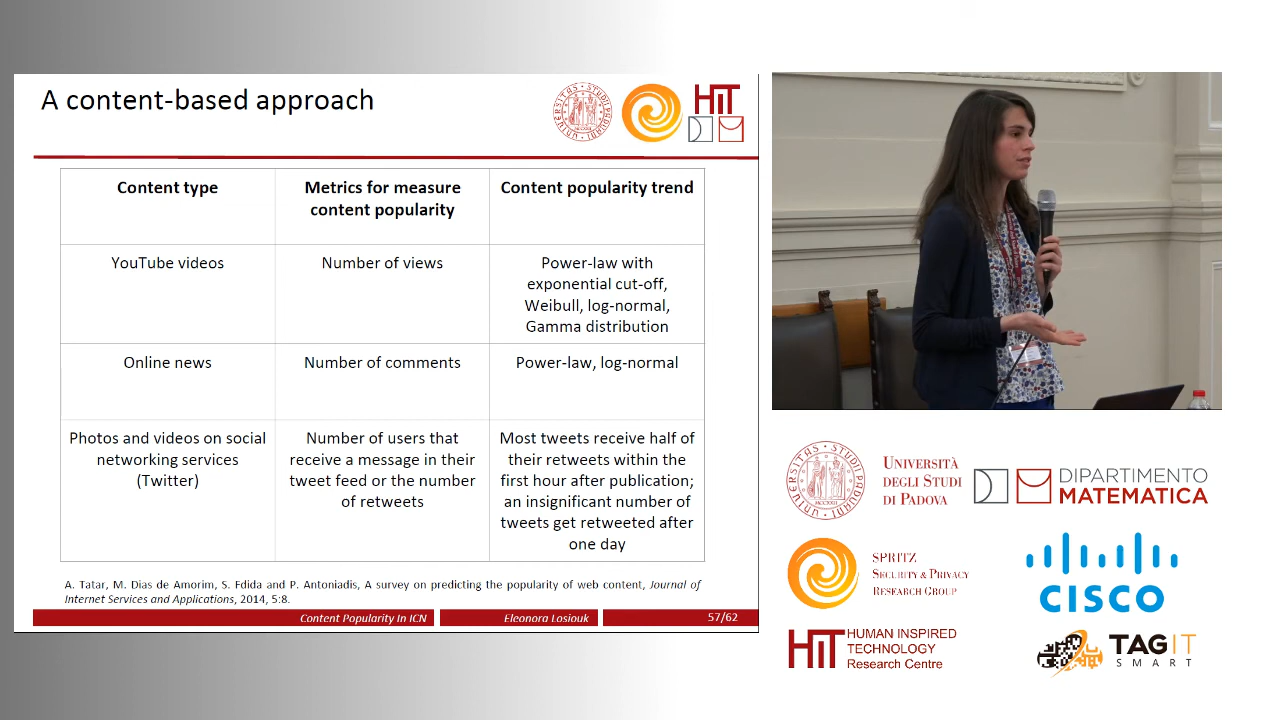 A content-based approach
HiT
Content type
Metrics for measure
content popularity
Content popularity trend
YouTube videos
Number of views
Power-law with
exponential cut-off,
Weibull, log-normal,
Gamma distribution
Online news
Number of comments
Power-law, log-normal
Photos and videos on social
networking services
(Twitter)
Number of users that
receive a message in their
tweet feed or the number
of retweets
Most tweets receive half of
their retweets within the
first hour after publication;
an insignificant number of
tweets get retweeted after
one day
A. Tatar, M. Dias de Amorim, S. Fdida and P. Antoniadis, A survey on predicting the popularity of web content, Journal of
Internet Services and Applications, 2014, 5:8.
Content Popularity In ICN
Eleonora Losiouk
57/62
UNIVERSITÀ
DEGLI STUDI
DI PADOVA
DIPARTIMENTO
MATEMATICA
SPRITZ
SECURITY & PRIVACY
RESEARCH GROUP
CISCO
HiT
HUMAN INSPIRED
TECHNOLOGY
Research Centre
TAGIT
SMART